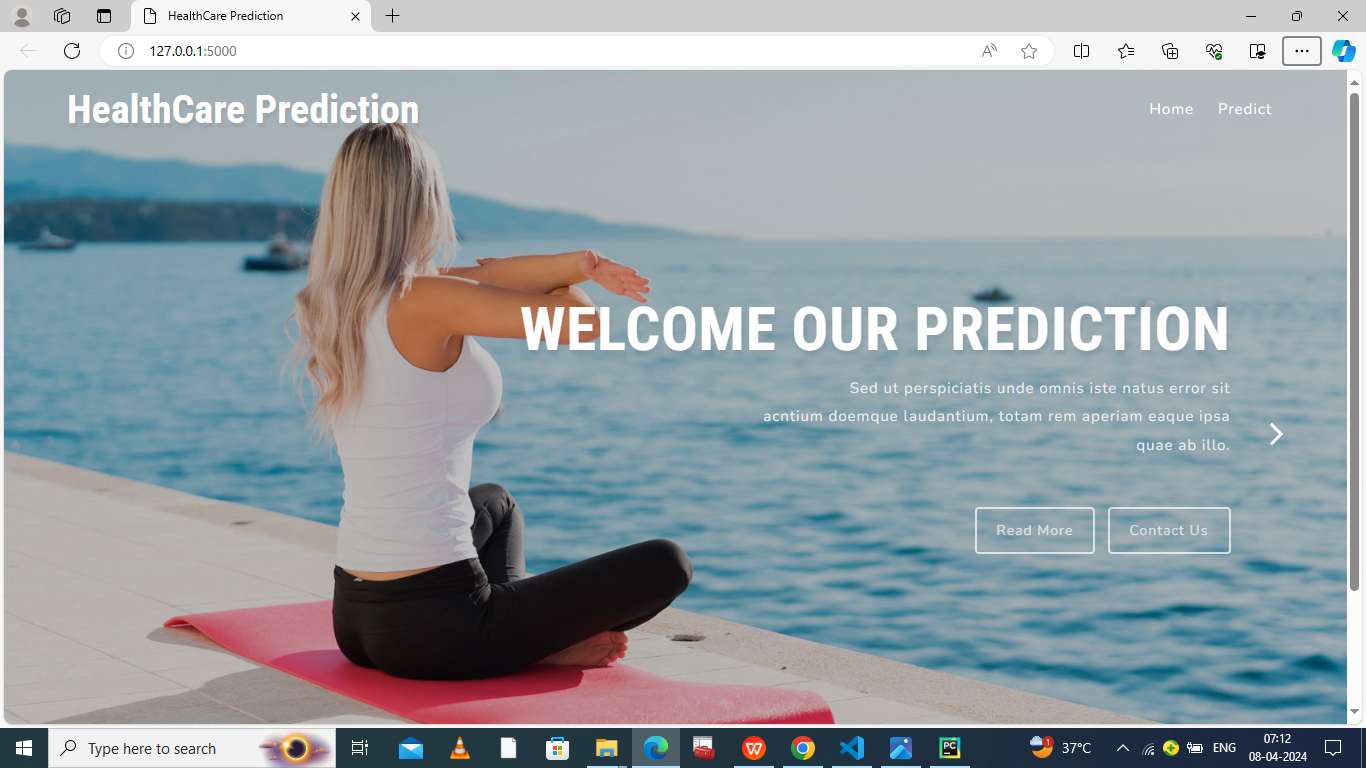 HealthCare Prediction
127.0.0.1:5000
HealthCare Prediction
Home Predict
WELCOME OUR PREDICTION
Sed ut perspiciatis unde omnis iste natus error sit
acntium doemque laudantium, totam rem aperiam eaque ipsa
quae ab illo.
Read More Contact Us
Type here to search
W
PC
1
37°C
ENG
07:12
08-04-2024